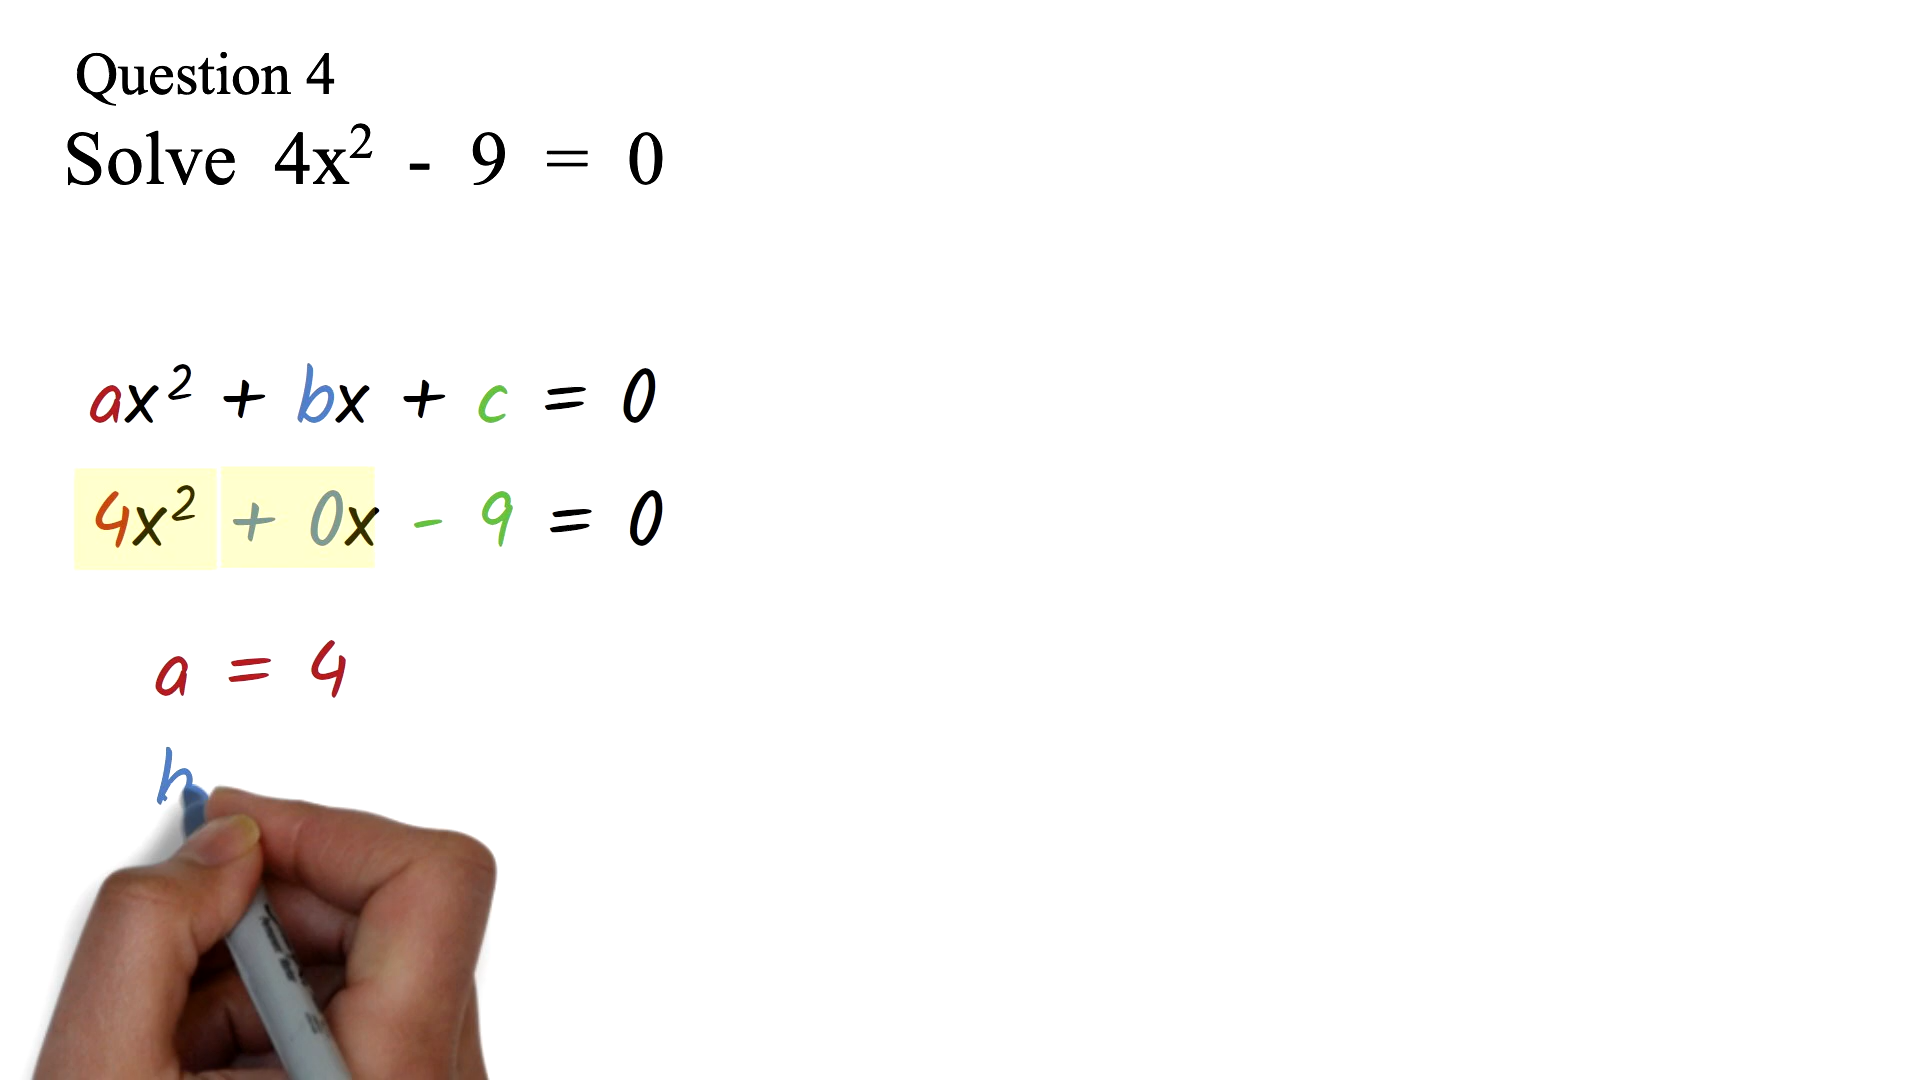 Question 4
Solve 4x² - 9 = 0
ax² + bx + c = 0
4x² + 0x - 9 = 0
a = 4